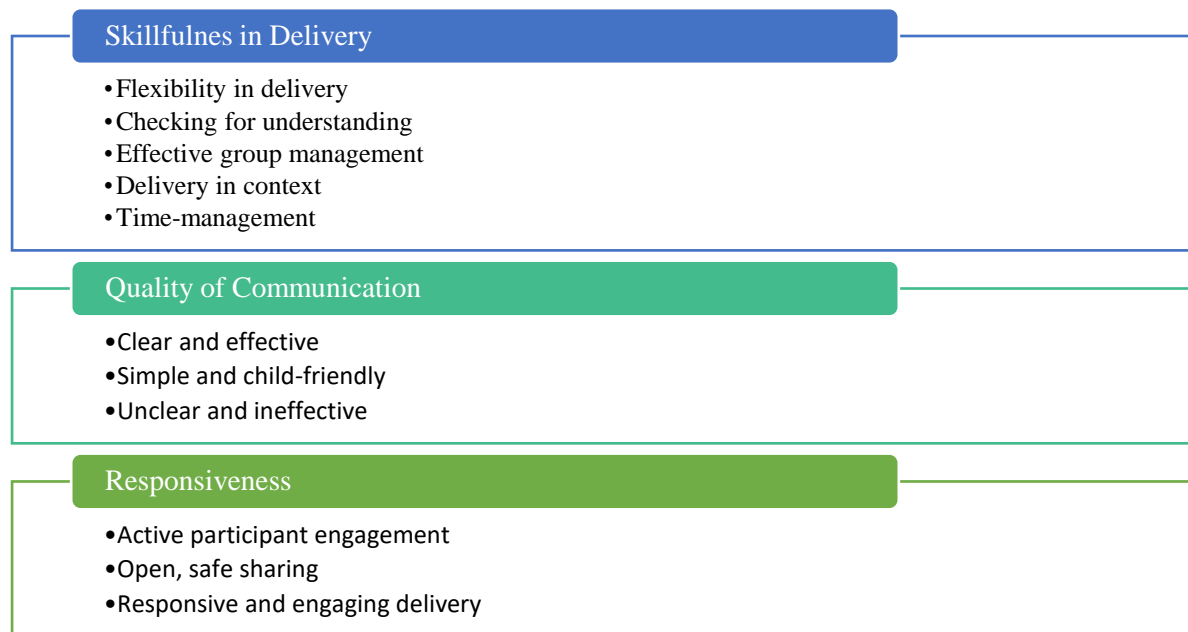 Skillfulnes in Delivery
•Flexibility in delivery
•Checking for understanding
•Effective group management
•Delivery in context
•Time-management
Quality of Communication
•Clear and effective
•Simple and child-friendly
•Unclear and ineffective
Responsiveness
•Active participant engagement
•Open, safe sharing
•Responsive and engaging delivery